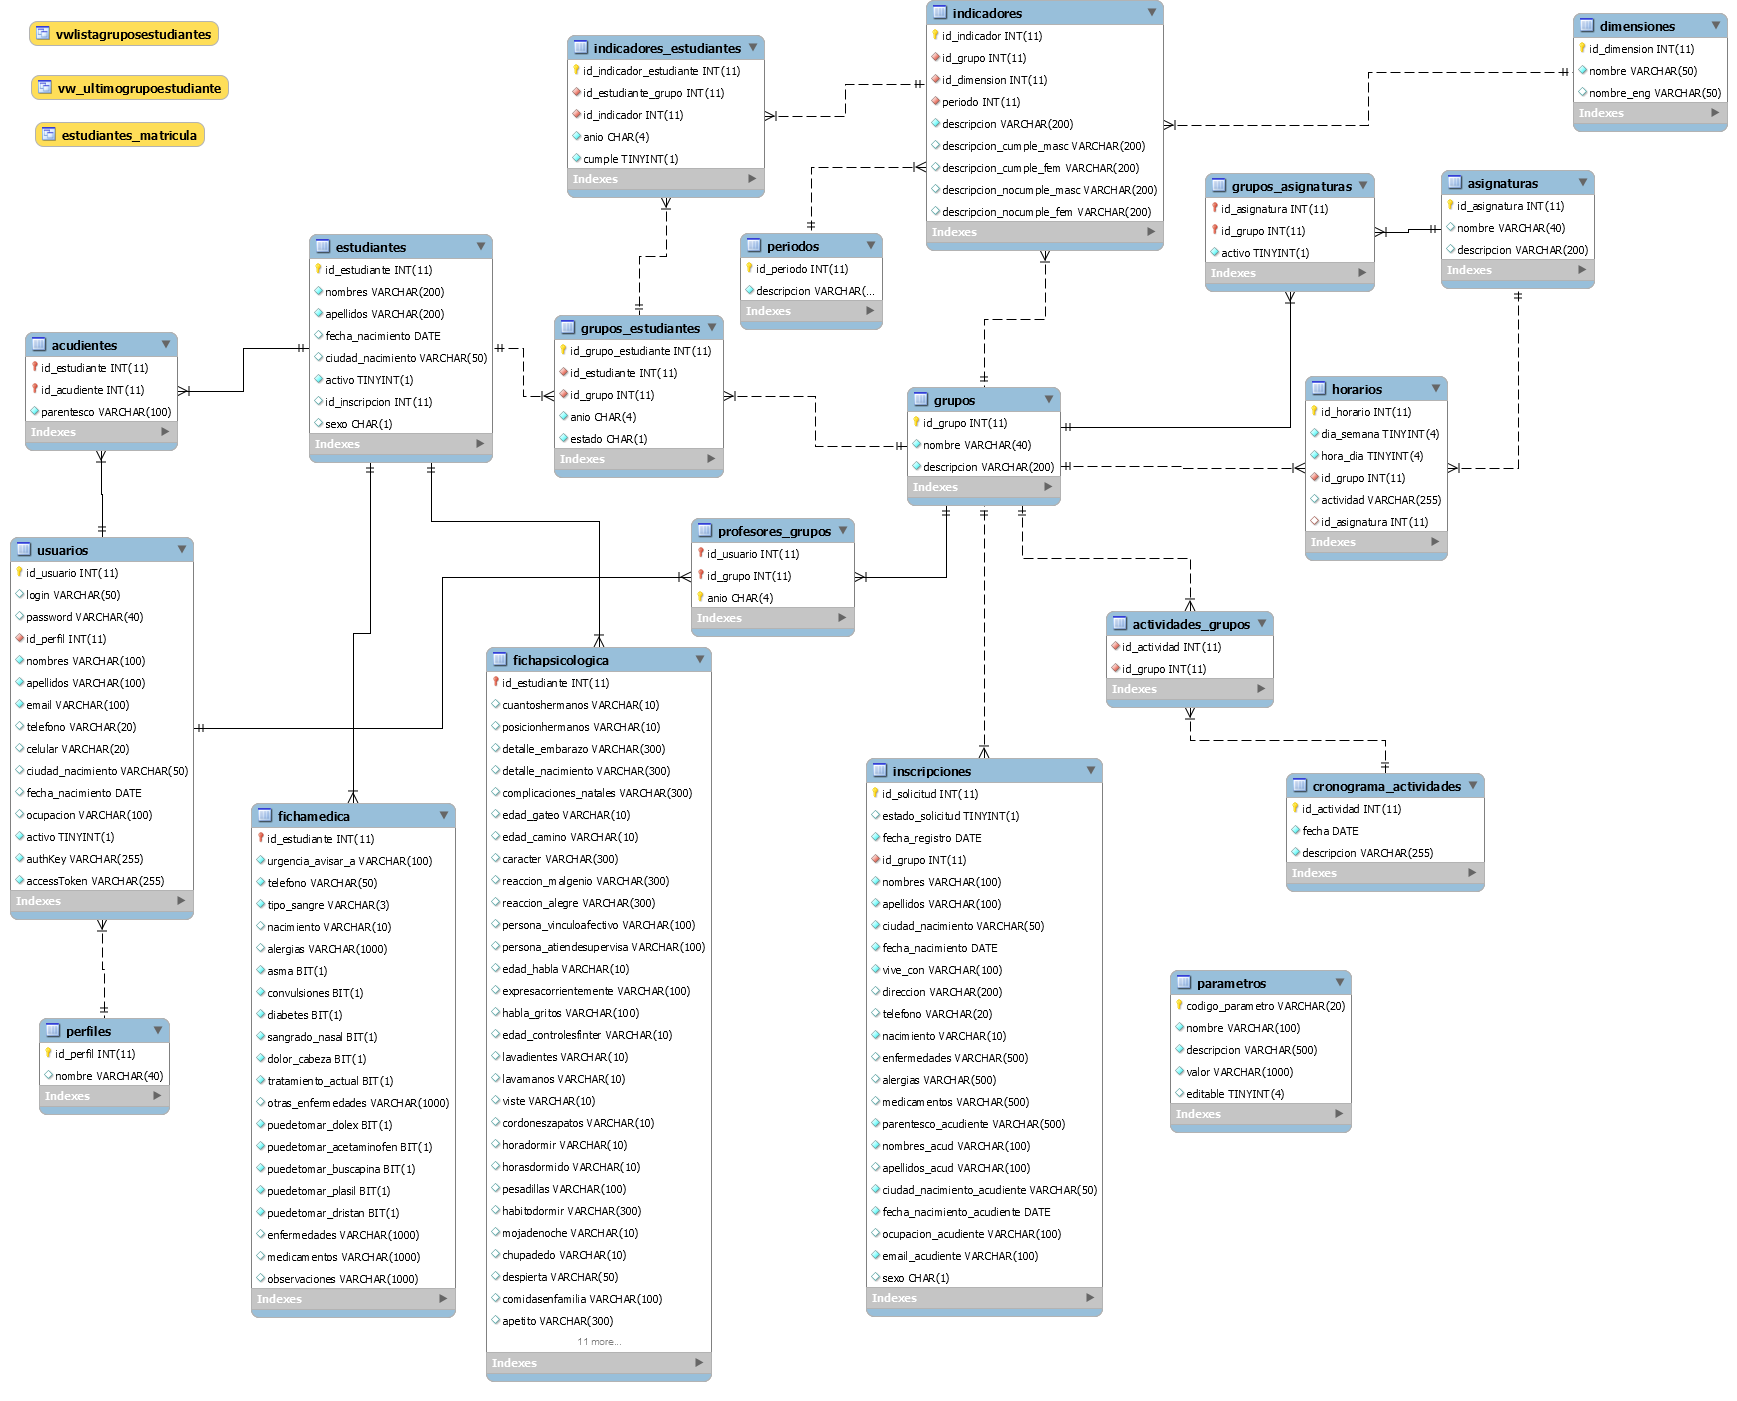 vwlistagruposestudiantes
vw_ultimogrupoestudiante
estudiantes_matricula
indicadores_estudiantes
id_indicador_estudiante INT(11)
id_estudiante_grupo INT(11)
id_indicador INT(11)
anio CHAR(4)
cumple TINYINT(1)
Indexes
indicadores
id_indicador INT(11)
id_grupo INT(11)
id_dimension INT(11)
periodo INT(11)
descripcion VARCHAR(200)
descripcion_cumple_masc VARCHAR(200)
descripcion_cumple_fem VARCHAR(200)
descripcion_nocumple_masc VARCHAR(200)
descripcion_nocumple_fem VARCHAR(200)
Indexes
dimensiones
id_dimension INT(11)
nombre VARCHAR(50)
nombre_eng VARCHAR(50)
Indexes
grupos_asignaturas
id_asignatura INT(11)
id_grupo INT(11)
activo TINYINT(1)
Indexes
asignaturas
id_asignatura INT(11)
nombre VARCHAR(40)
descripcion VARCHAR(200)
Indexes
periodos
id_periodo INT(11)
descripcion VARCHAR(...
Indexes
estudiantes
id_estudiante INT(11)
nombres VARCHAR(200)
apellidos VARCHAR(200)
fecha_nacimiento DATE
ciudad_nacimiento VARCHAR(50)
activo TINYINT(1)
id_inscripcion INT(11)
sexo CHAR(1)
Indexes
grupos_estudiantes
id_grupo_estudiante INT(11)
id_estudiante INT(11)
id_grupo INT(11)
anio CHAR(4)
estado CHAR(1)
Indexes
acudientes
id_estudiante INT(11)
id_acudiente INT(11)
parentesco VARCHAR(100)
Indexes
grupos
id_grupo INT(11)
nombre VARCHAR(40)
descripcion VARCHAR(200)
Indexes
horarios
id_horario INT(11)
dia_semana TINYINT(4)
hora_dia TINYINT(4)
id_grupo INT(11)
actividad VARCHAR(255)
id_asignatura INT(11)
Indexes
usuarios
id_usuario INT(11)
login VARCHAR(50)
password VARCHAR(40)
id_perfil INT(11)
nombres VARCHAR(100)
apellidos VARCHAR(100)
email VARCHAR(100)
telefono VARCHAR(20)
celular VARCHAR(20)
ciudad_nacimiento VARCHAR(50)
fecha_nacimiento DATE
ocupacion VARCHAR(100)
activo TINYINT(1)
authKey VARCHAR(255)
accessToken VARCHAR(255)
Indexes
profesores_grupos
id_usuario INT(11)
id_grupo INT(11)
anio CHAR(4)
Indexes
actividades_grupos
id_actividad INT(11)
id_grupo INT(11)
Indexes
fichapsicologica
id_estudiante INT(11)
cuantoshermanos VARCHAR(10)
posicionhermanos VARCHAR(10)
detalle_embarazo VARCHAR(300)
detalle_nacimiento VARCHAR(300)
complicaciones_natales VARCHAR(300)
edad_gateo VARCHAR(10)
edad_camino VARCHAR(10)
caracter VARCHAR(300)
reaccion_malgenio VARCHAR(300)
reaccion_alegre VARCHAR(300)
persona_vinculoafectivo VARCHAR(100)
persona_atiendesupervisa VARCHAR(100)
edad_habla VARCHAR(10)
expresacorrientemente VARCHAR(100)
habla_gritos VARCHAR(100)
edad_controlesfinter VARCHAR(10)
lavadientes VARCHAR(10)
lavamanos VARCHAR(10)
viste VARCHAR(10)
cordoneszapatos VARCHAR(10)
horadormir VARCHAR(10)
horasdormido VARCHAR(10)
pesadillas VARCHAR(100)
habitodormir VARCHAR(300)
mojadenoche VARCHAR(10)
chupadedo VARCHAR(10)
despierta VARCHAR(50)
comidasenfamilia VARCHAR(100)
apetito VARCHAR(300)
11 more...
Indexes
inscripciones
id_solicitud INT(11)
estado_solicitud TINYINT(1)
fecha_registro DATE
id_grupo INT(11)
nombres VARCHAR(100)
apellidos VARCHAR(100)
ciudad_nacimiento VARCHAR(50)
fecha_nacimiento DATE
vive_con VARCHAR(100)
direccion VARCHAR(200)
telefono VARCHAR(20)
nacimiento VARCHAR(10)
enfermedades VARCHAR(500)
alergias VARCHAR(500)
medicamentos VARCHAR(500)
parentesco_acudiente VARCHAR(500)
nombres_acud VARCHAR(100)
apellidos_acud VARCHAR(100)
ciudad_nacimiento_acudiente VARCHAR(50)
fecha_nacimiento_acudiente DATE
ocupacion_acudiente VARCHAR(100)
email_acudiente VARCHAR(100)
sexo CHAR(1)
Indexes
cronograma_actividades
id_actividad INT(11)
fecha DATE
descripcion VARCHAR(255)
Indexes
fichamedica
id_estudiante INT(11)
urgencia_avisar_a VARCHAR(100)
telefono VARCHAR(50)
tipo_sangre VARCHAR(3)
nacimiento VARCHAR(10)
alergias VARCHAR(1000)
asma BIT(1)
convulsiones BIT(1)
diabetes BIT(1)
sangrado_nasal BIT(1)
dolor_cabeza BIT(1)
tratamiento_actual BIT(1)
otras_enfermedades VARCHAR(1000)
puedetomar_dolex BIT(1)
puedetomar_acetaminofen BIT(1)
puedetomar_buscapina BIT(1)
puedetomar_plasil BIT(1)
puedetomar_dristan BIT(1)
enfermedades VARCHAR(1000)
medicamentos VARCHAR(1000)
observaciones VARCHAR(1000)
Indexes
parametros
codigo_parametro VARCHAR(20)
nombre VARCHAR(100)
descripcion VARCHAR(500)
valor VARCHAR(1000)
editable TINYINT(4)
Indexes
perfiles
id_perfil INT(11)
nombre VARCHAR(40)
Indexes